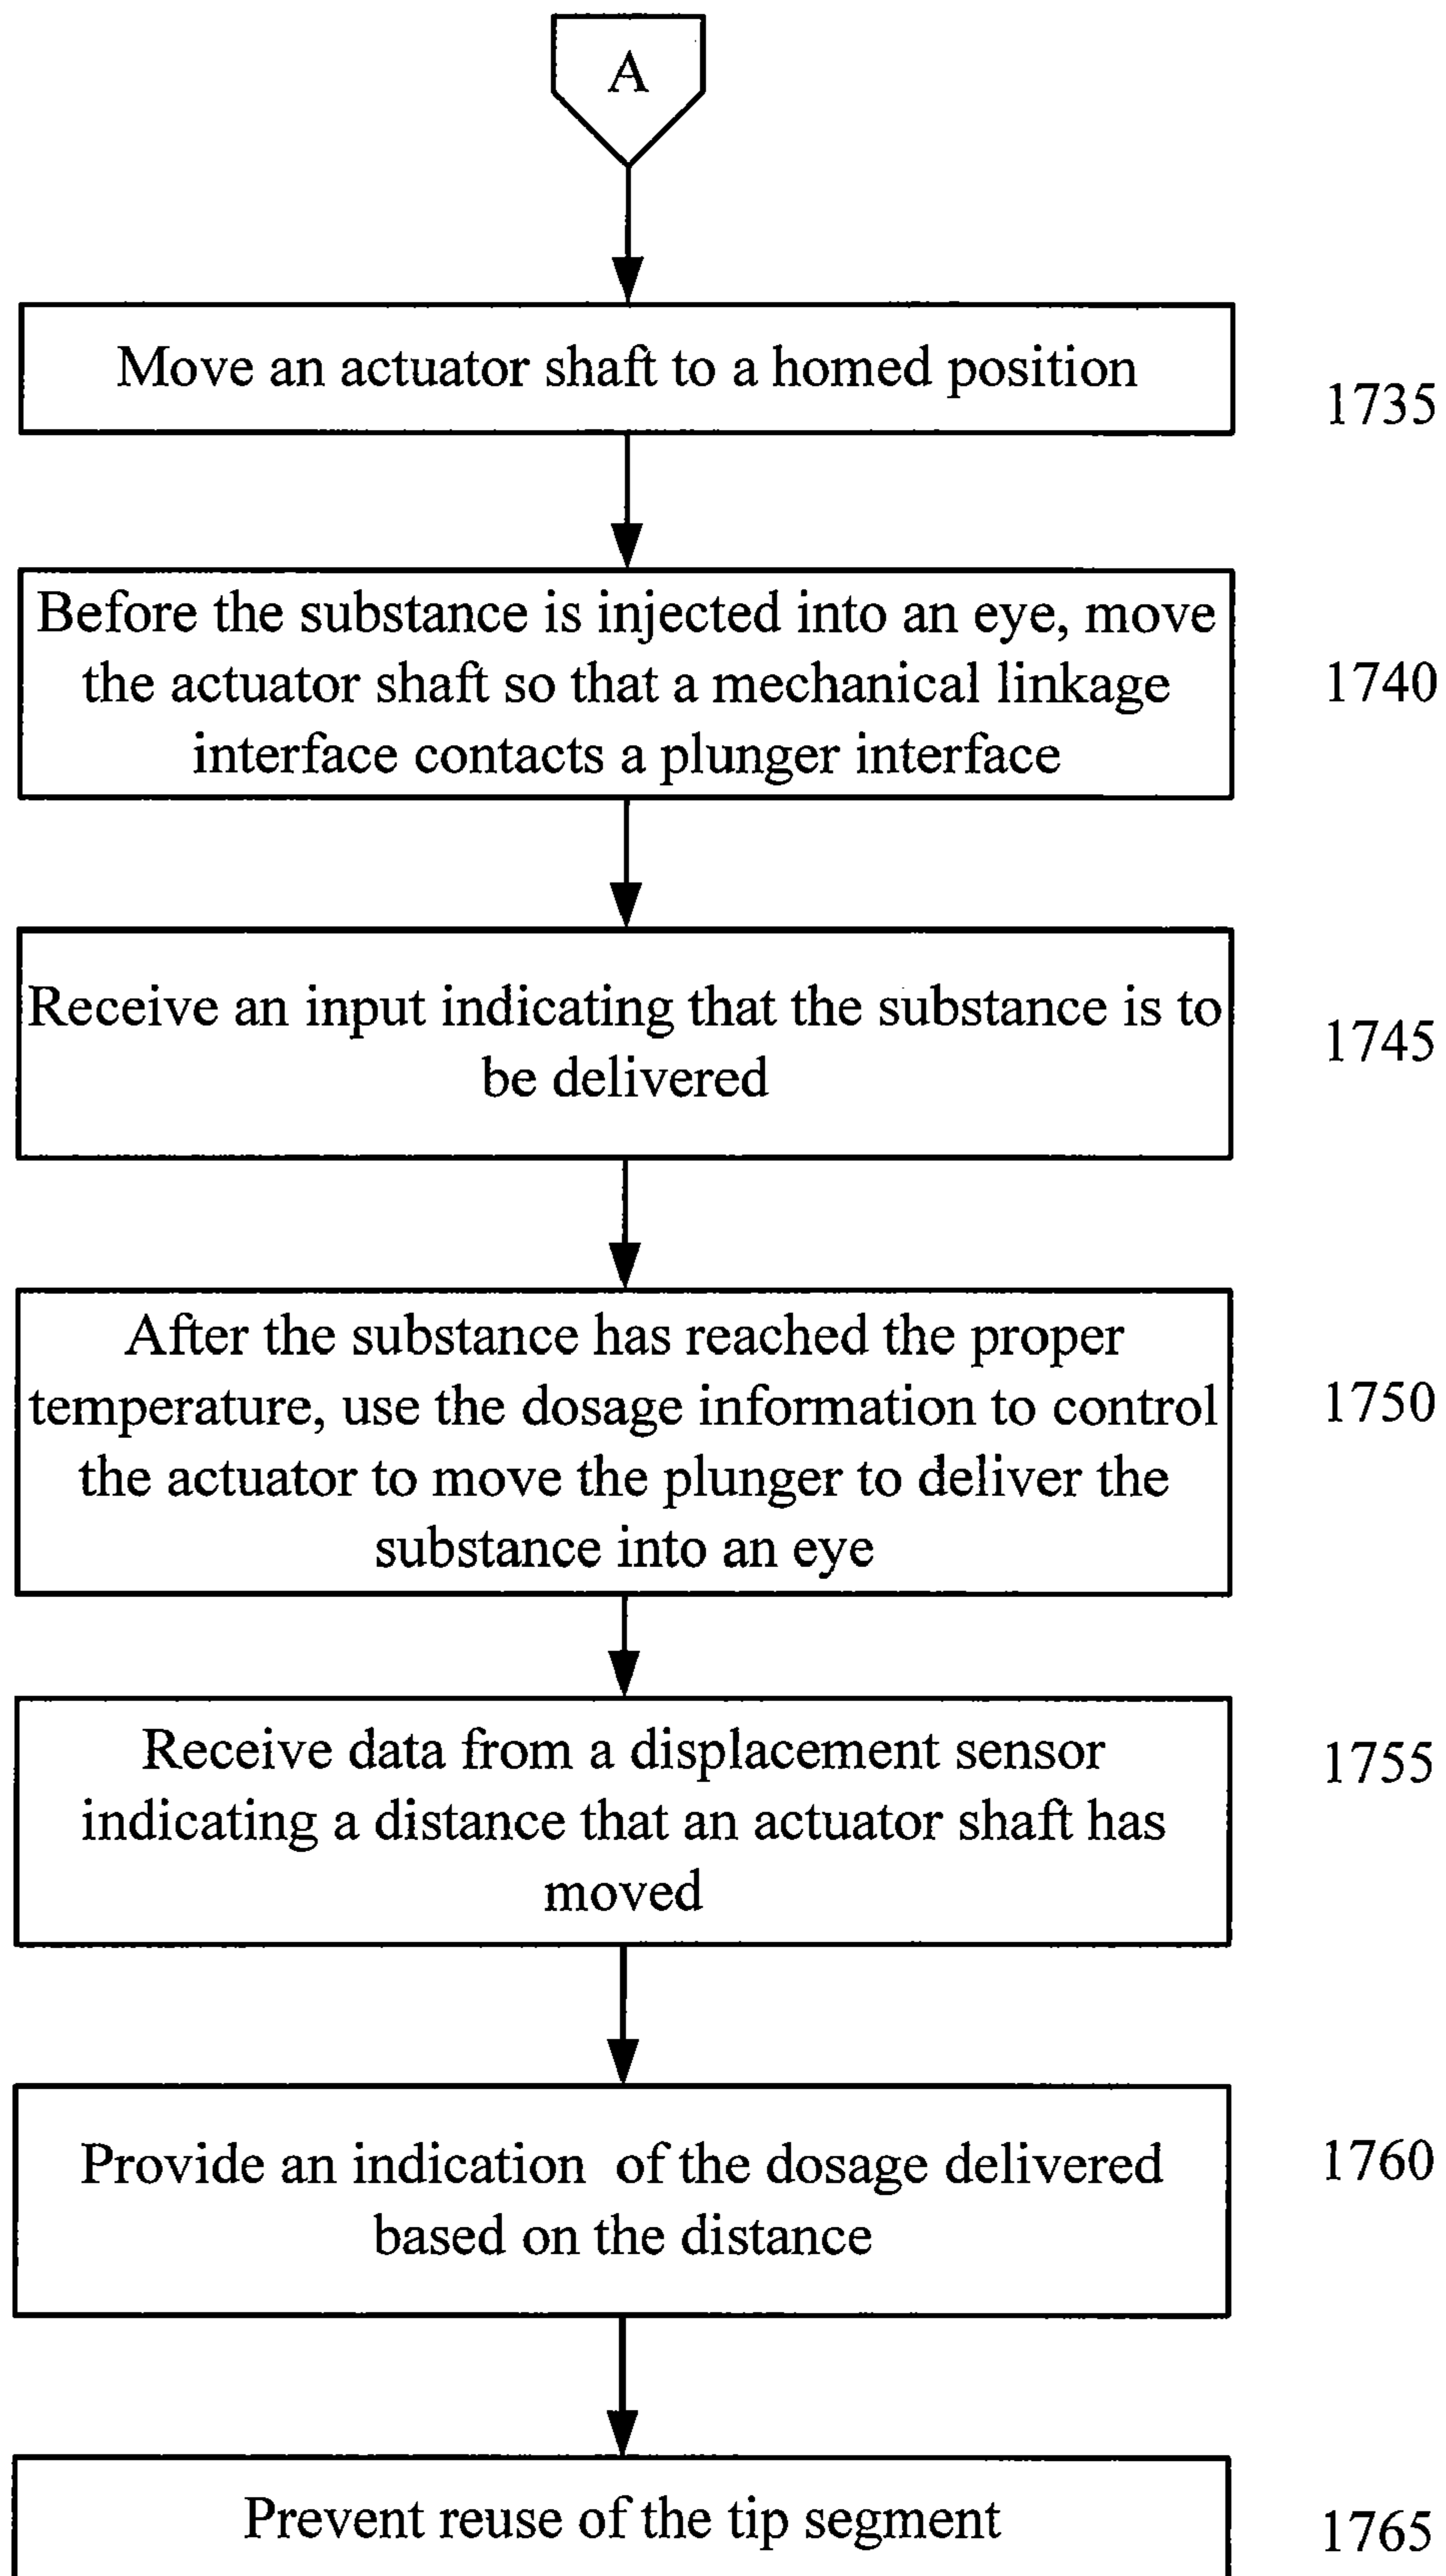 A
Move an actuator shaft to a homed position
1735
Before the substance is injected into an eye, move
the actuator shaft so that a mechanical linkage
interface contacts a plunger interface
1740
Receive an input indicating that the substance is to
be delivered
1745
After the substance has reached the proper
temperature, use the dosage information to control
the actuator to move the plunger to deliver the
substance into an eye
1750
Receive data from a displacement sensor
indicating a distance that an actuator shaft has
moved
1755
Provide an indication of the dosage delivered
based on the distance
1760
Prevent reuse of the tip segment
1765